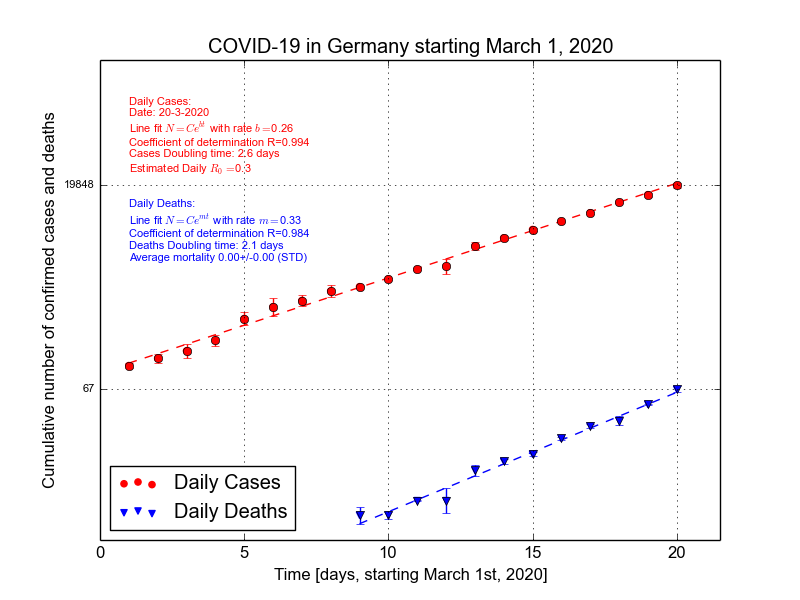 COVID-19 in Germany starting March 1, 2020
Daily Cases:
Date: 20-3-2020
Line fit N = Ce^{bt} with rate b = 0.26
Coefficient of determination R=0.994
Cases Doubling time: 2.6 days
Estimated Daily R_0 = 0.3
Daily Deaths:
Line fit N = Ce^{mt} with rate m = 0.33
Coefficient of determination R=0.984
Deaths Doubling time: 2.1 days
Average mortality 0.00+/-0.00 (STD)
Cumulative number of confirmed cases and deaths
19848
67
Daily Cases
Daily Deaths
0 5 10 15 20
Time [days, starting March 1st, 2020]